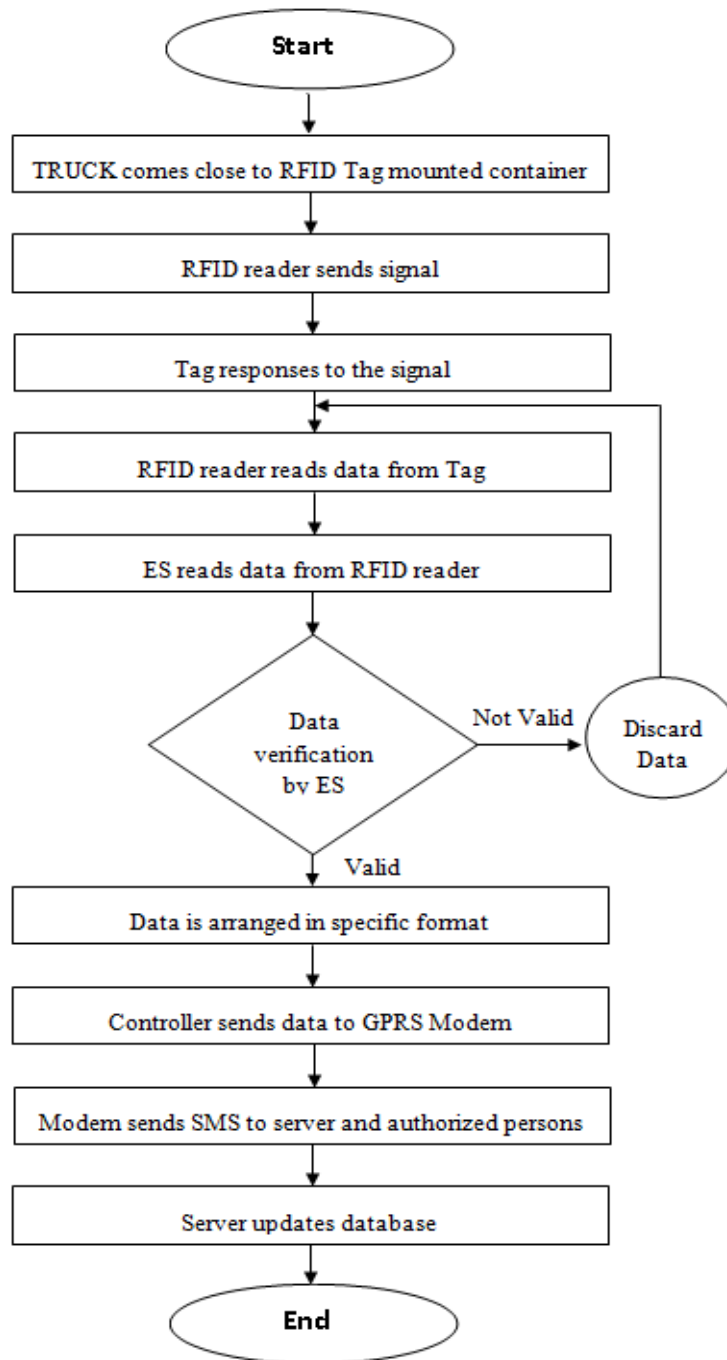 Start
TRUCK comes close to RFID Tag mounted container
RFID reader sends signal
Tag responses to the signal
RFID reader reads data from Tag
ES reads data from RFID reader
Data
verification
by ES
Not Valid
Discard
Data
Valid
Data is arranged in specific format
Controller sends data to GPRS Modem
Modem sends SMS to server and authorized persons
Server updates database
End